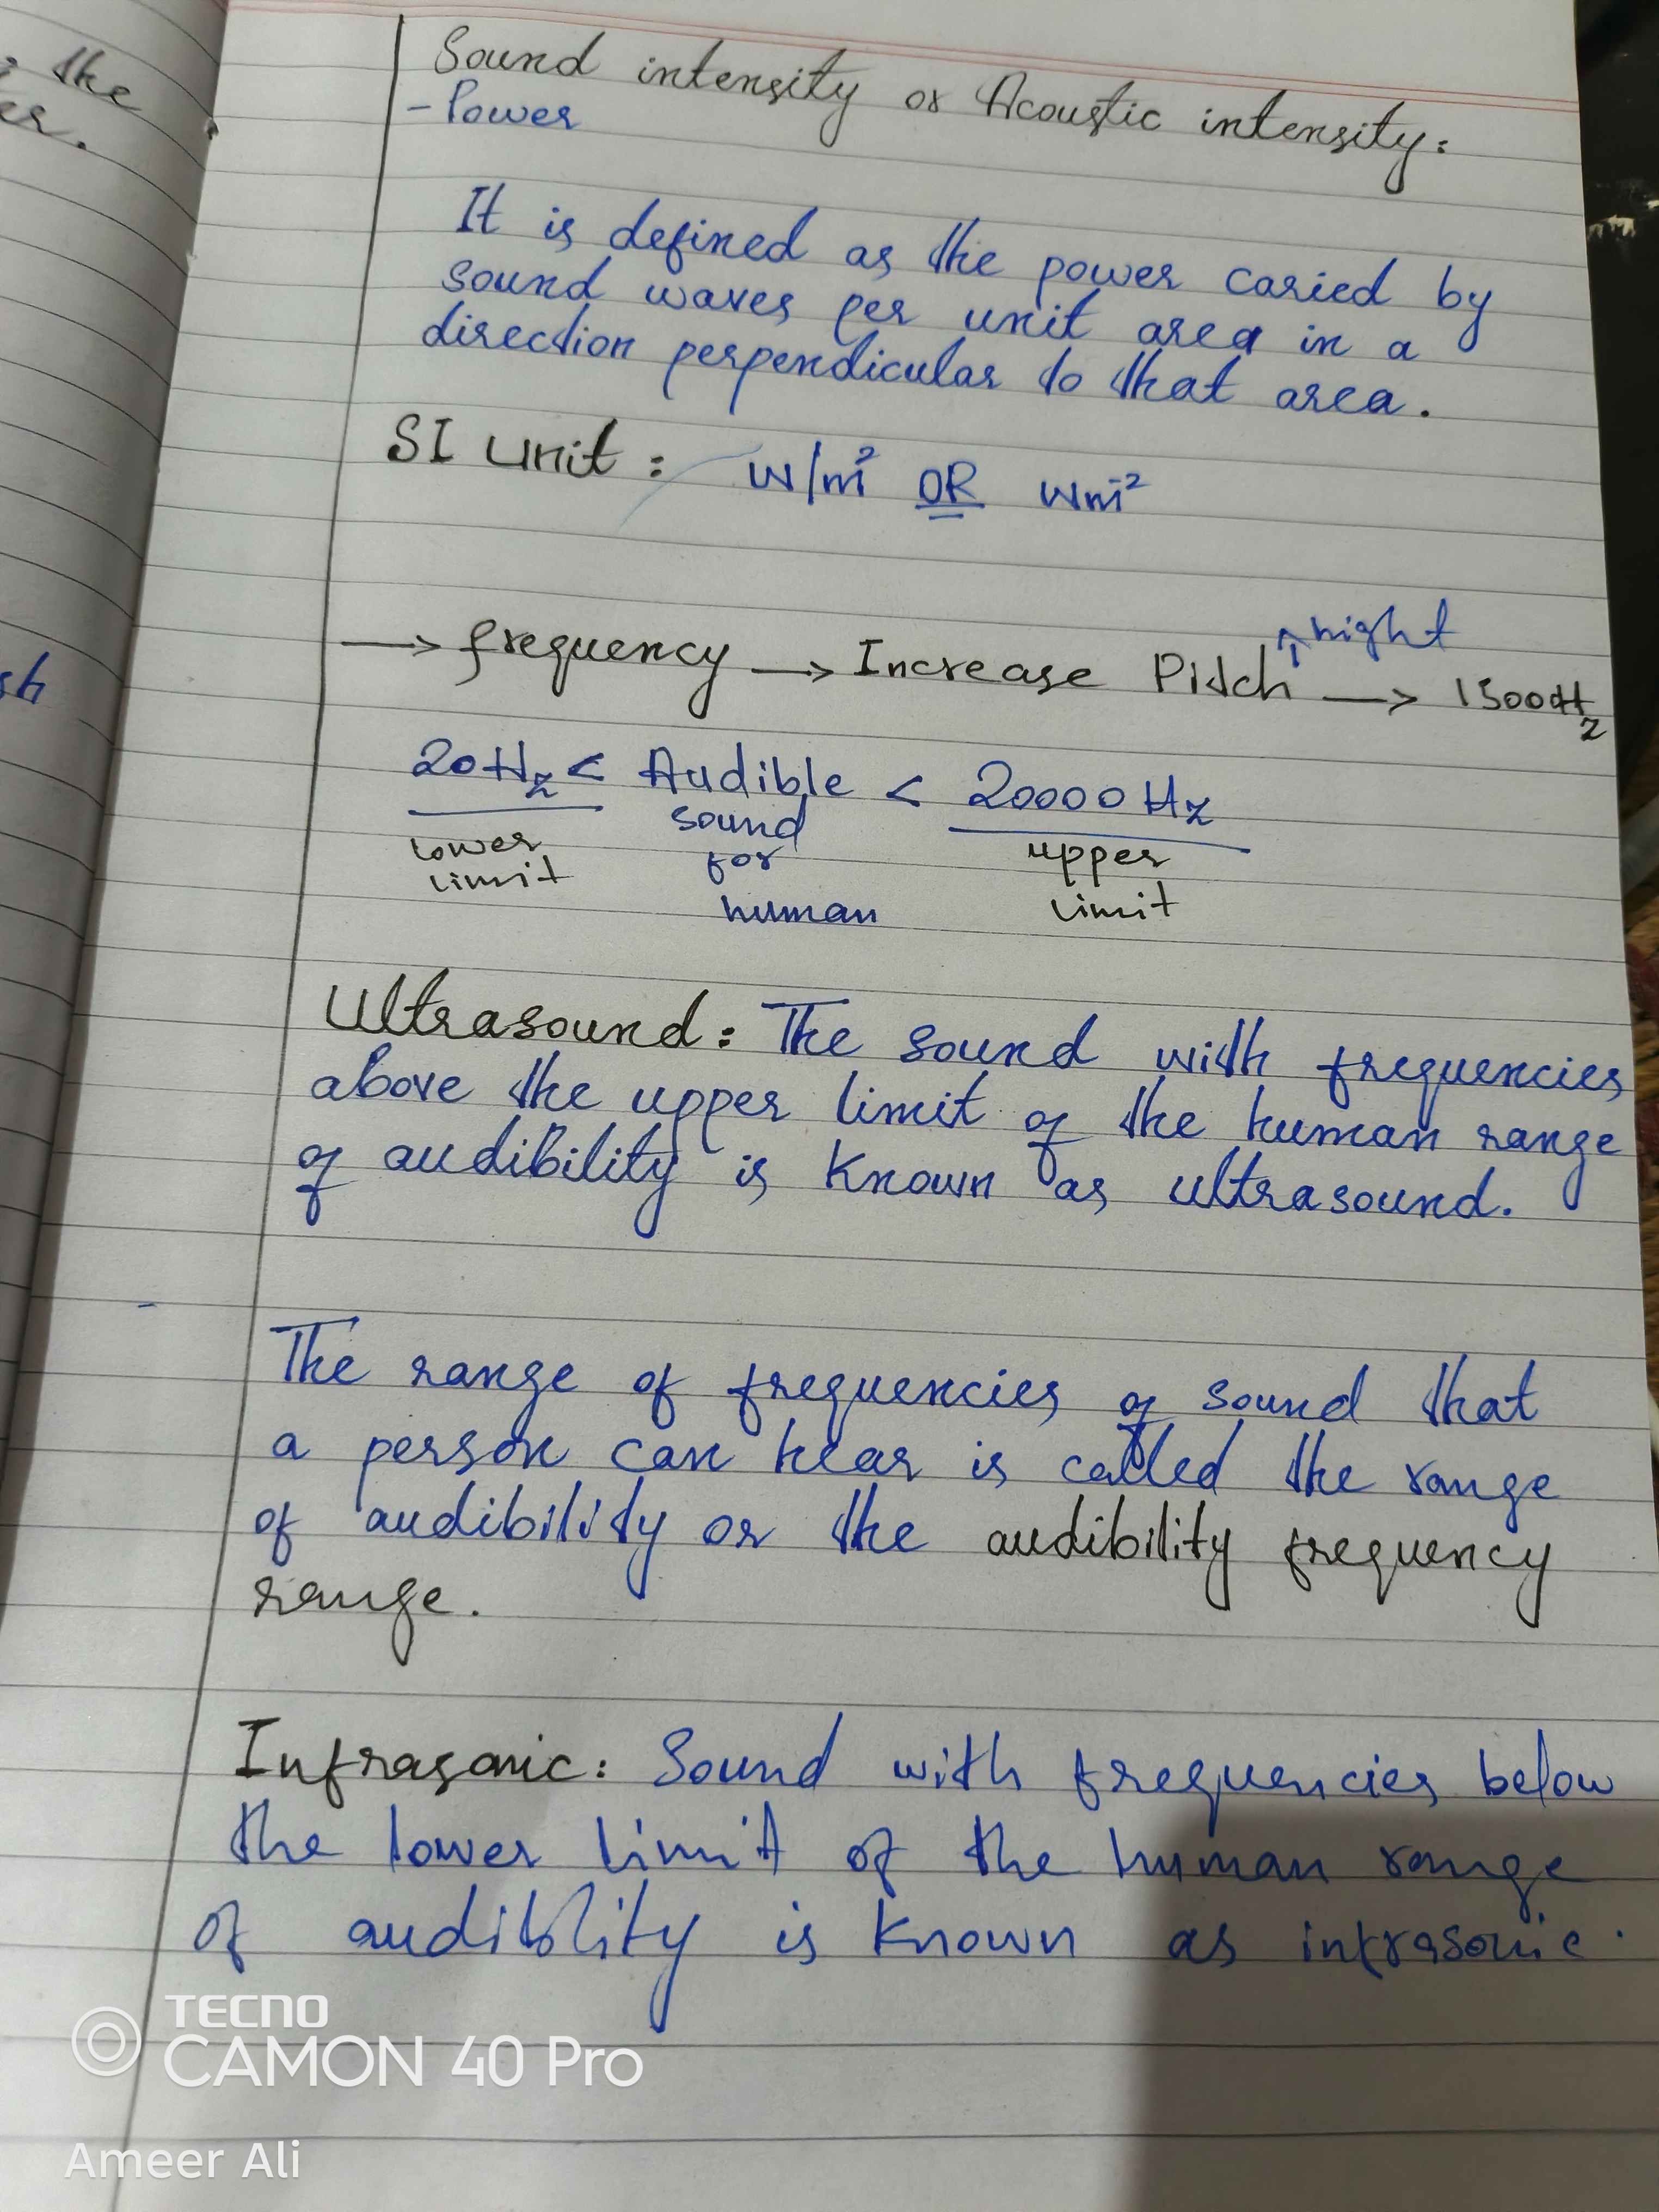 the
er.
Sound intensity or Acoustic intensity:
- Power
It is defined as the power caried by
sound waves per unit area in a
direction perpendicular to that area.
SI unit: W/m² OR Wm⁻²
→ frequency → Increase Pitch ↑ hight → 1500Hz
20Hz < Audible < 20000 Hz
lower limit sound for human upper limit
Ultrasound: The sound with frequencies
above the upper limit of the human range
of audibility is known as ultrasound.
The range of frequencies of sound that
a person can hear is called the range
of audibility or the audibility frequency
range.
Infrasonic: Sound with frequencies below
the lower limit of the human range
of audiblity is known as infrasonic.
TECNO
CAMON 40 Pro
Ameer Ali